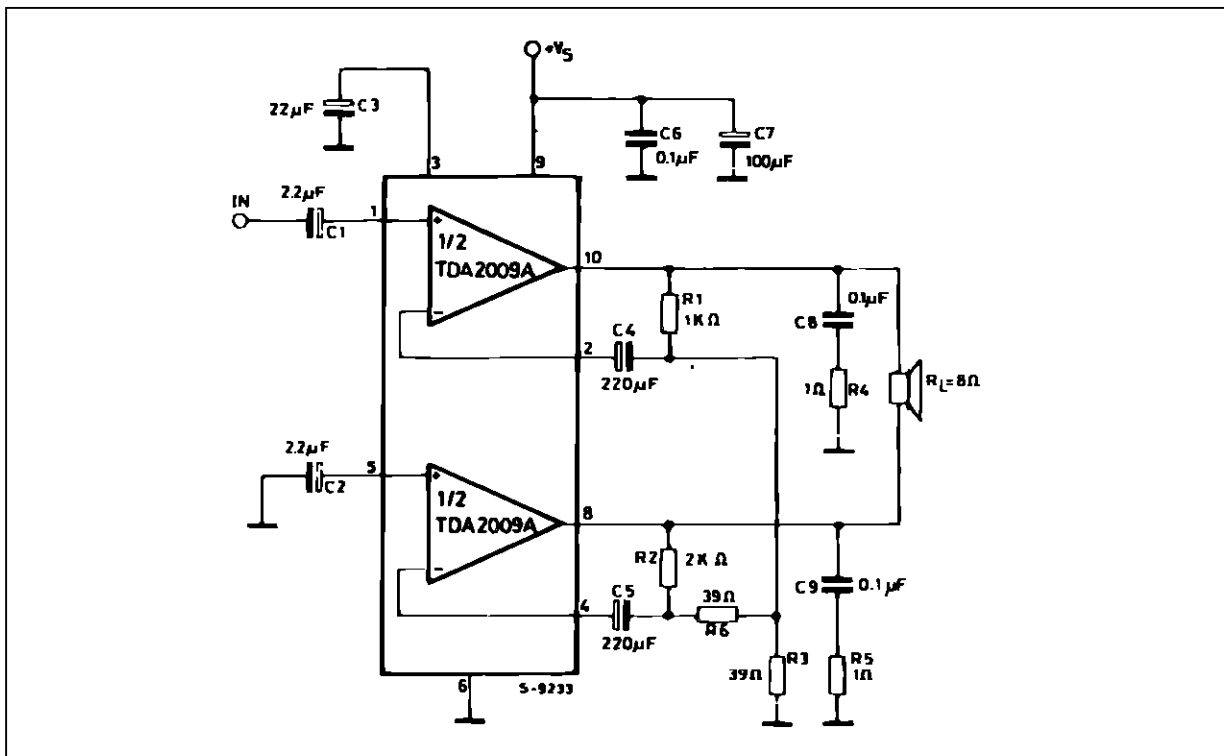 +Vs
22μF C3
C6
0.1μF
C7
100μF
3
9
IN
2.2μF
C1
1
+
1/2
TDA2009A
−
10
R1
1KΩ
0.1μF
C8
2
C4
220μF
1Ω R4
RL=8Ω
2.2μF
C2
5
+
1/2
TDA2009A
−
8
R2 2KΩ
C9 0.1μF
4
C5
220μF
39Ω
R6
39Ω R3
R5
1Ω
6
S-9233